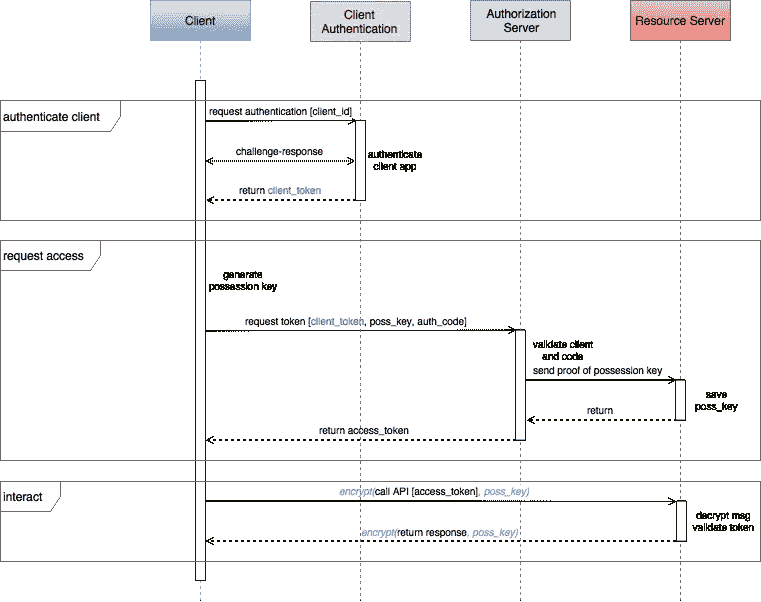 Client
Client
Authentication
Authorization
Server
Resource Server
authenticate client
request authentication [client_id]
challenge-response
authenticate
client app
return client_token
request access
generate
possession key
request token [client_token, poss_key, auth_code]
validate client
and code
send proof of possession key
save
poss_key
return
return access_token
interact
encrypt(call API [access_token], poss_key)
decrypt msg
validate token
encrypt(return response, poss_key)